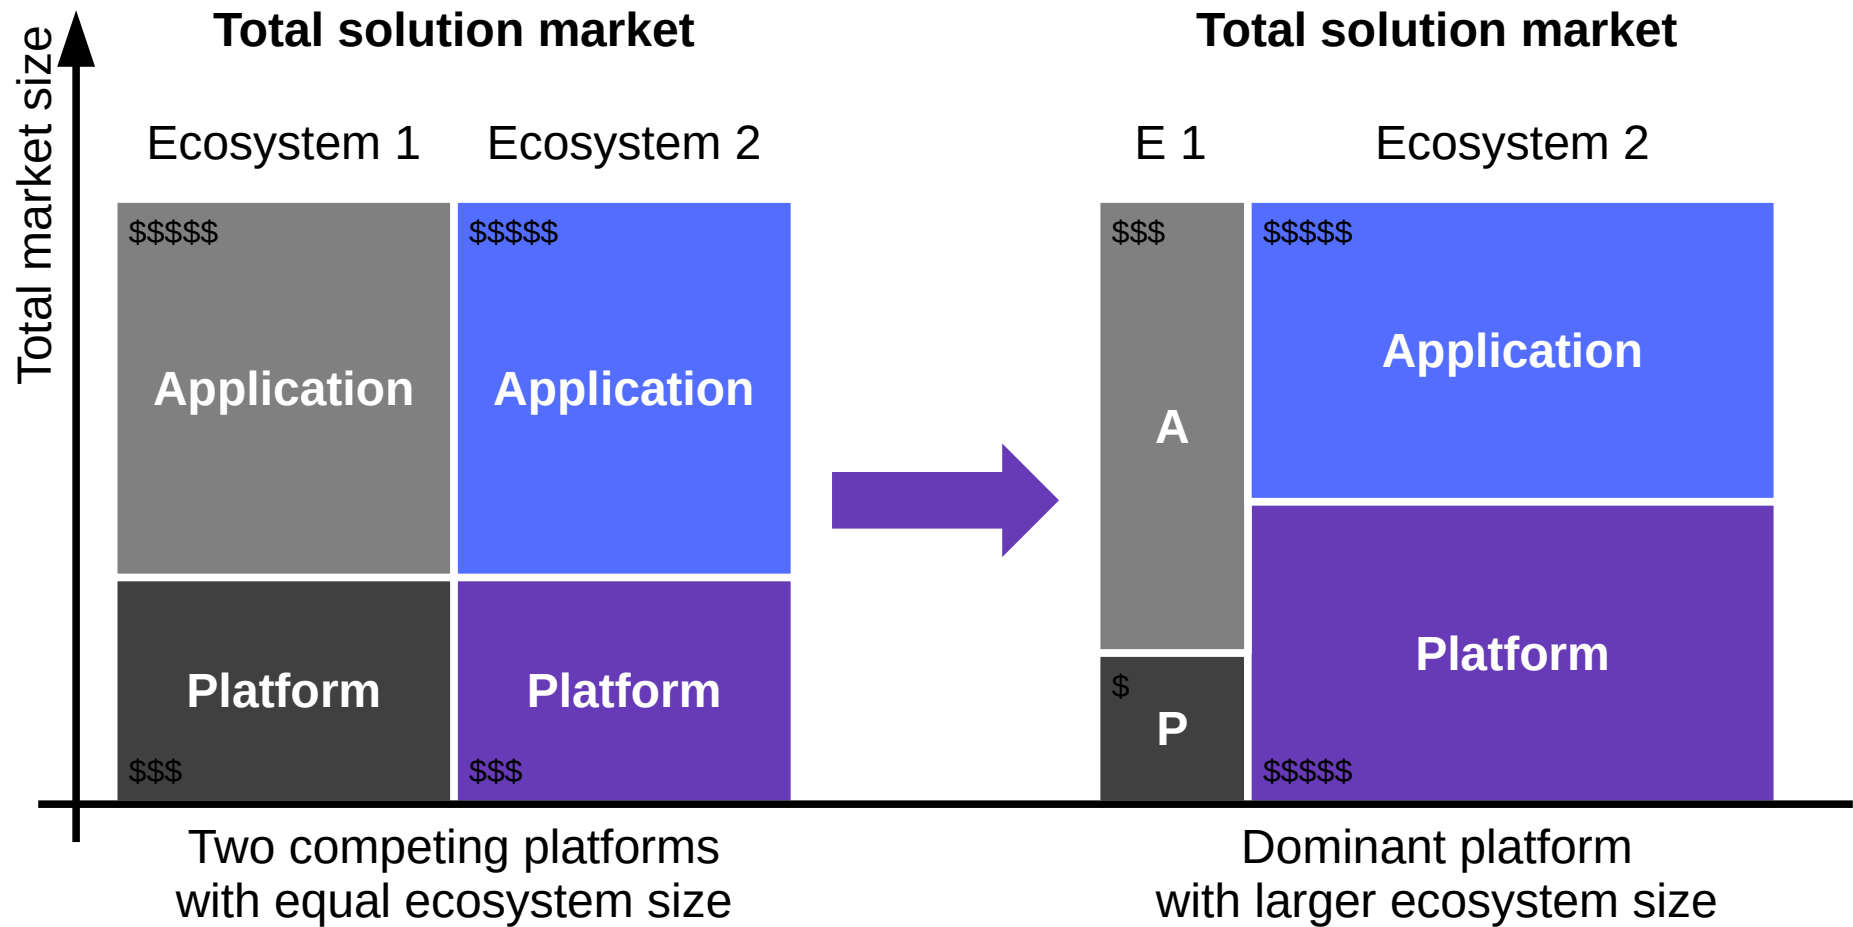 Total market size
Total solution market
Ecosystem 1
Ecosystem 2
$$$$$
$$$$$
Application
Application
Platform
Platform
$$$
$$$
Two competing platforms
with equal ecosystem size
Total solution market
E 1
Ecosystem 2
$$$
$$$$$
Application
A
Platform
$
P
$$$$$
Dominant platform
with larger ecosystem size